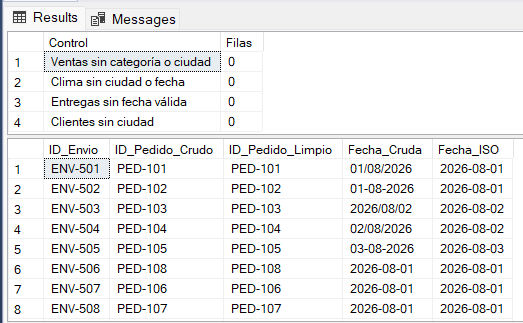 Results Messages
Control Filas
1 Ventas sin categoría o ciudad 0
2 Clima sin ciudad o fecha 0
3 Entregas sin fecha válida 0
4 Clientes sin ciudad 0
ID_Envio ID_Pedido_Crudo ID_Pedido_Limpio Fecha_Cruda Fecha_ISO
1 ENV-501 PED-101 PED-101 01/08/2026 2026-08-01
2 ENV-502 PED-102 PED-102 01-08-2026 2026-08-01
3 ENV-503 PED-103 PED-103 2026/08/02 2026-08-02
4 ENV-504 PED-104 PED-104 02/08/2026 2026-08-02
5 ENV-505 PED-105 PED-105 03-08-2026 2026-08-03
6 ENV-506 PED-108 PED-108 2026-08-01 2026-08-01
7 ENV-507 PED-106 PED-106 2026-08-01 2026-08-01
8 ENV-508 PED-107 PED-107 2026-08-01 2026-08-01